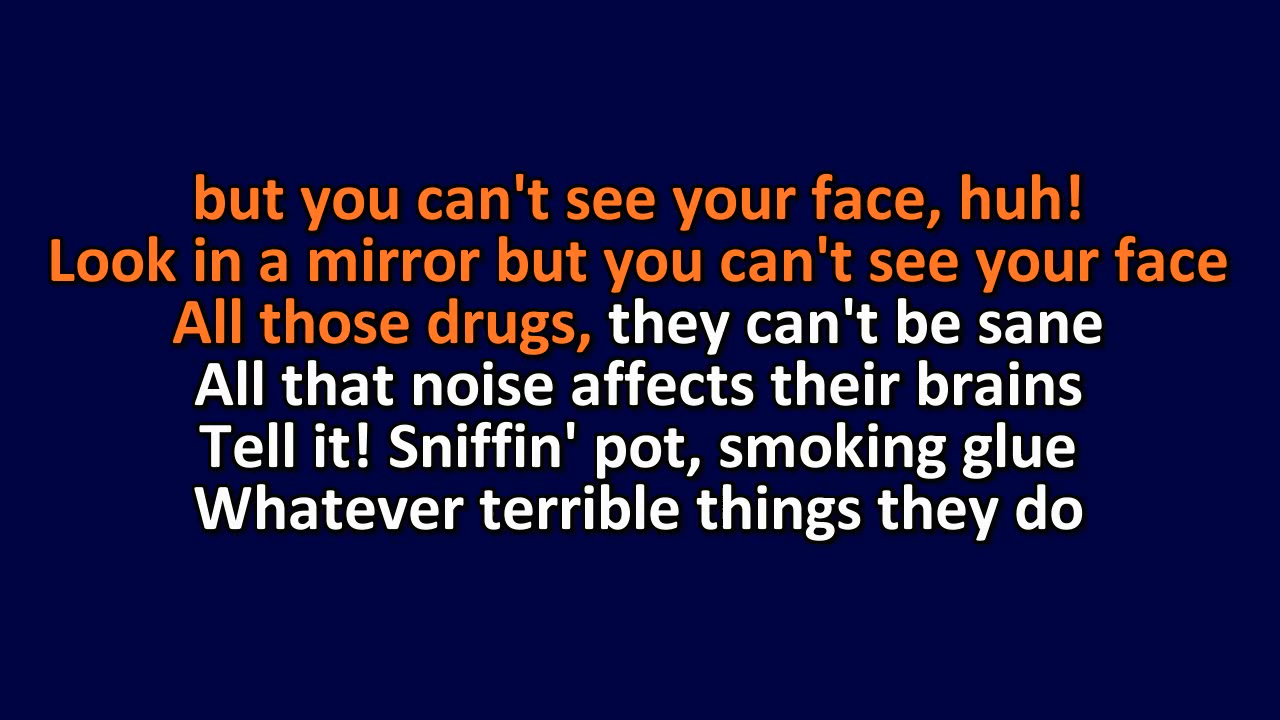 but you can't see your face, huh!
Look in a mirror but you can't see your face
All those drugs, they can't be sane
All that noise affects their brains
Tell it! Sniffin' pot, smoking glue
Whatever terrible things they do